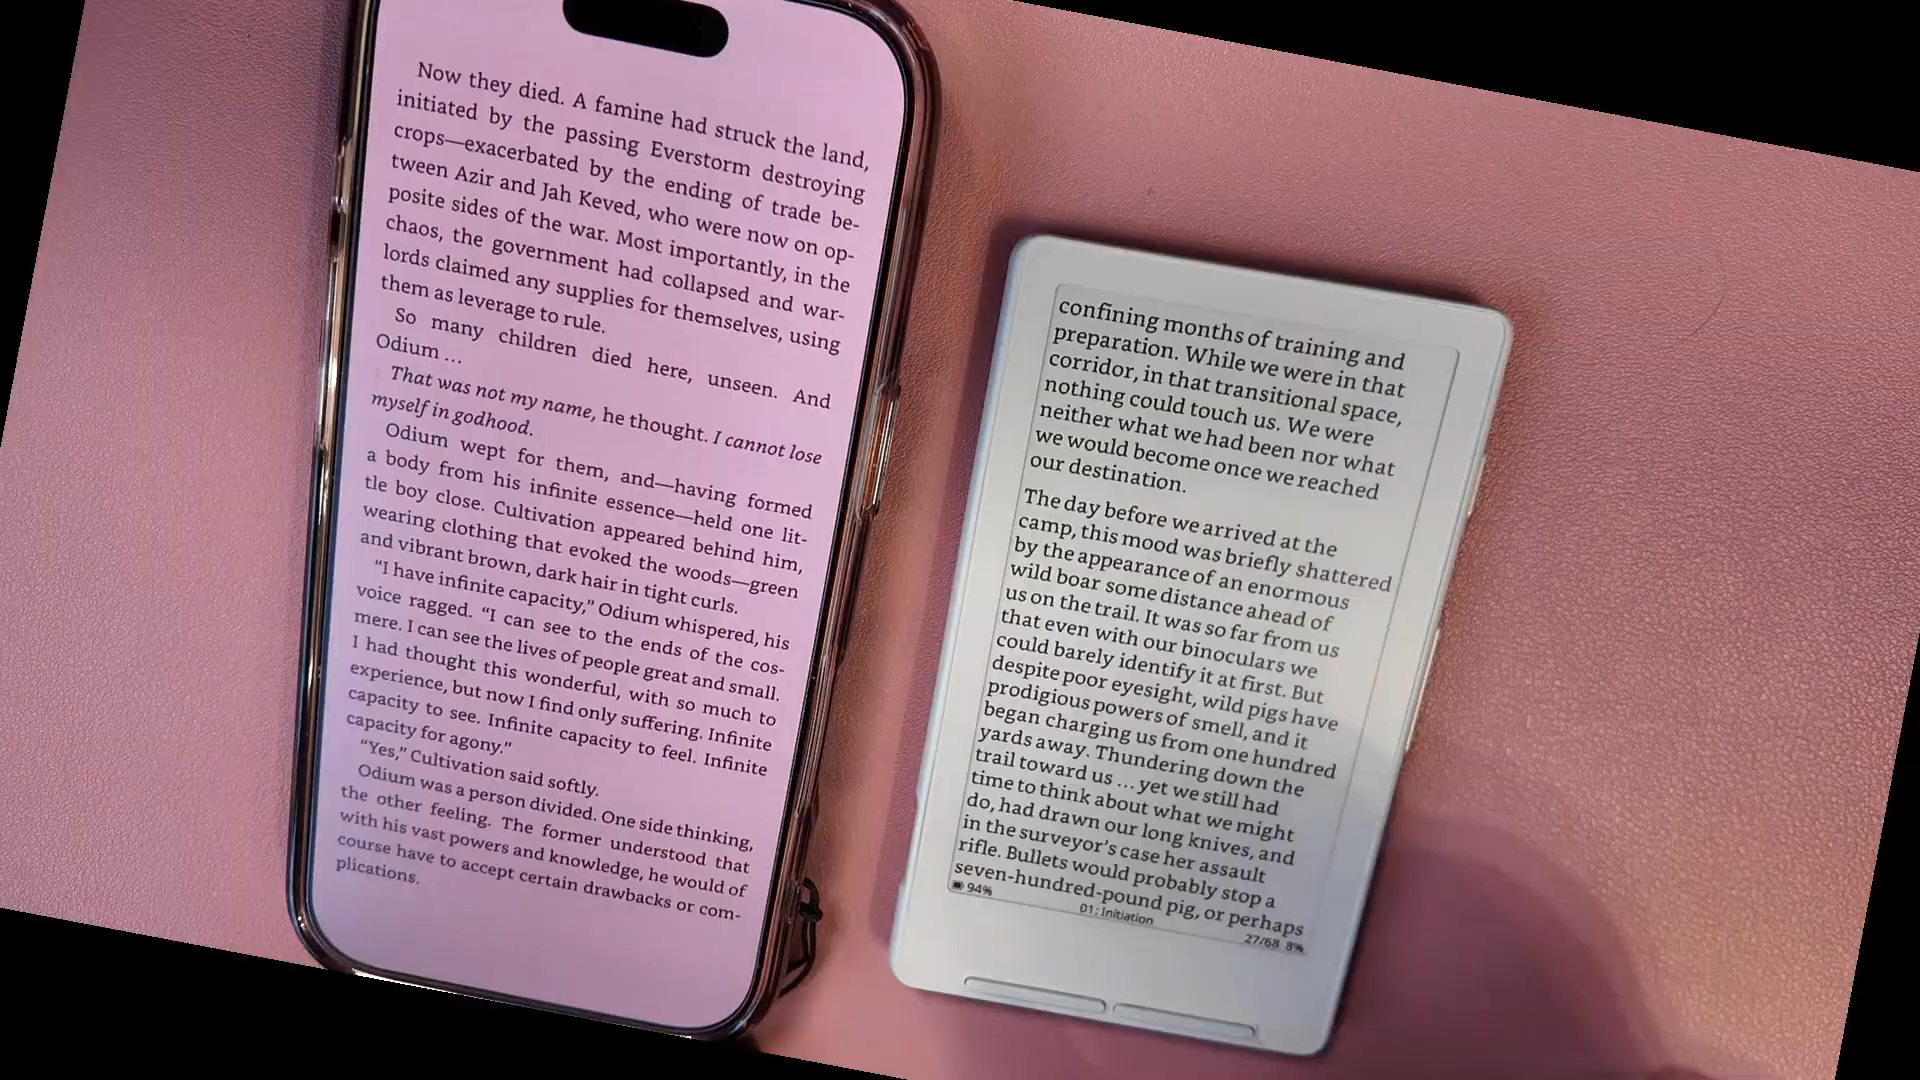 Now they died. A famine had struck the land,
initiated by the passing Everstorm destroying
crops—exacerbated by the ending of trade be-
tween Azir and Jah Keved, who were now on op-
posite sides of the war. Most importantly, in the
chaos, the government had collapsed and war-
lords claimed any supplies for themselves, using
them as leverage to rule.
So many children died here, unseen. And
Odium …
That was not my name, he thought. I cannot lose
myself in godhood.
Odium wept for them, and—having formed
a body from his infinite essence—held one lit-
tle boy close. Cultivation appeared behind him,
wearing clothing that evoked the woods—green
and vibrant brown, dark hair in tight curls.
“I have infinite capacity,” Odium whispered, his
voice ragged. “I can see to the ends of the cos-
mere. I can see the lives of people great and small.
I had thought this wonderful, with so much to
experience, but now I find only suffering. Infinite
capacity to see. Infinite capacity to feel. Infinite
capacity for agony.”
“Yes,” Cultivation said softly.
Odium was a person divided. One side thinking,
the other feeling. The former understood that
with his vast powers and knowledge, he would of
course have to accept certain drawbacks or com-
plications.
confining months of training and
preparation. While we were in that
corridor, in that transitional space,
nothing could touch us. We were
neither what we had been nor what
we would become once we reached
our destination.
The day before we arrived at the
camp, this mood was briefly shattered
by the appearance of an enormous
wild boar some distance ahead of
us on the trail. It was so far from us
that even with our binoculars we
could barely identify it at first. But
despite poor eyesight, wild pigs have
prodigious powers of smell, and it
began charging us from one hundred
yards away. Thundering down the
trail toward us … yet we still had
time to think about what we might
do, had drawn our long knives, and
in the surveyor’s case her assault
rifle. Bullets would probably stop a
seven-hundred-pound pig, or perhaps
94%
01: Initiation
27/68 8%